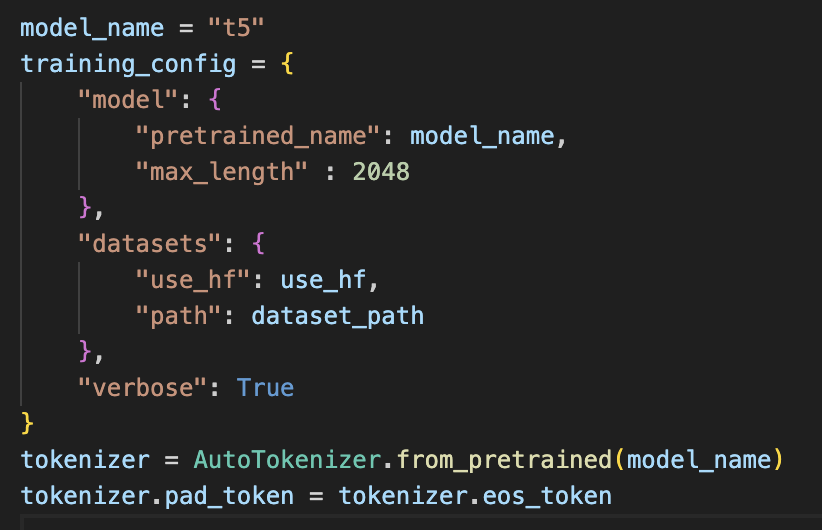 model_name = "t5"
training_config = {
    "model": {
        "pretrained_name": model_name,
        "max_length" : 2048
    },
    "datasets": {
        "use_hf": use_hf,
        "path": dataset_path
    },
    "verbose": True
}
tokenizer = AutoTokenizer.from_pretrained(model_name)
tokenizer.pad_token = tokenizer.eos_token